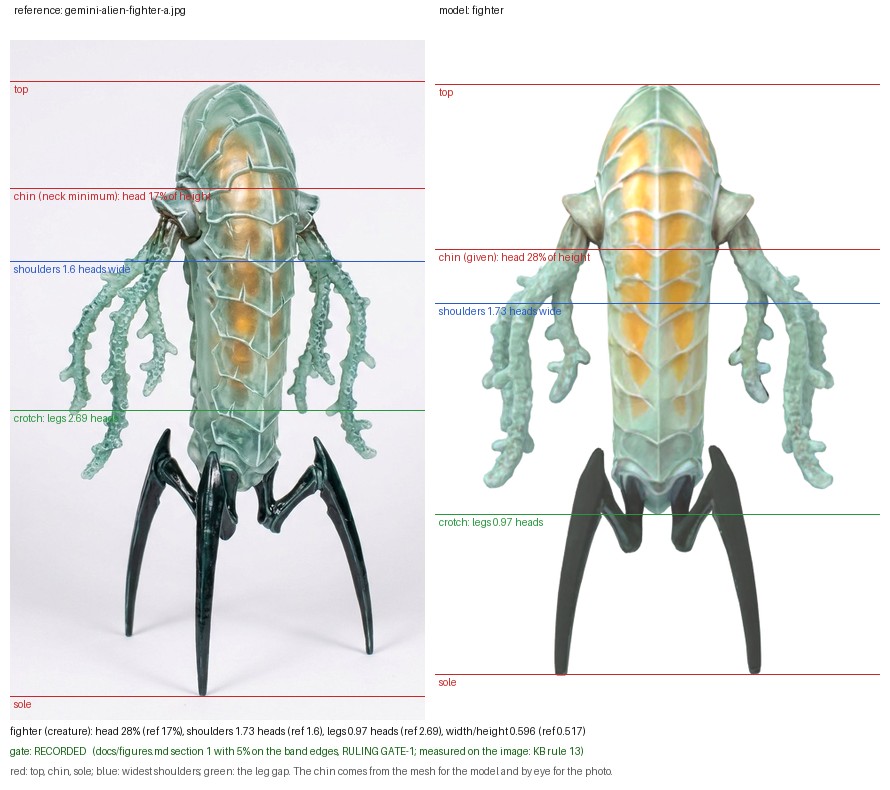 reference: gemini-alien-fighter-a.jpg
model: fighter
top
top
chin (neck minimum): head 17% of height
chin (given): head 28% of height
shoulders 1.6 heads wide
shoulders 1.73 heads wide
crotch: legs 2.69 heads
crotch: legs 0.97 heads
sole
sole
fighter (creature): head 28% (ref 17%), shoulders 1.73 heads (ref 1.6), legs 0.97 heads (ref 2.69), width/height 0.596 (ref 0.517)
gate: RECORDED (docs/figures.md section 1 with 5% on the band edges, RULING GATE-1; measured on the image: KB rule 13)
red: top, chin, sole; blue: widest shoulders; green: the leg gap. The chin comes from the mesh for the model and by eye for the photo.